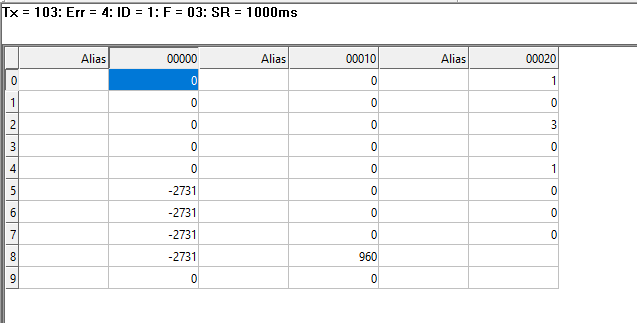 Tx = 103: Err = 4: ID = 1: F = 03: SR = 1000ms
Alias 00000 Alias 00010 Alias 00020
0 0 0 1
1 0 0 0
2 0 0 3
3 0 0 0
4 0 0 1
5 -2731 0 0
6 -2731 0 0
7 -2731 0 0
8 -2731 960
9 0 0